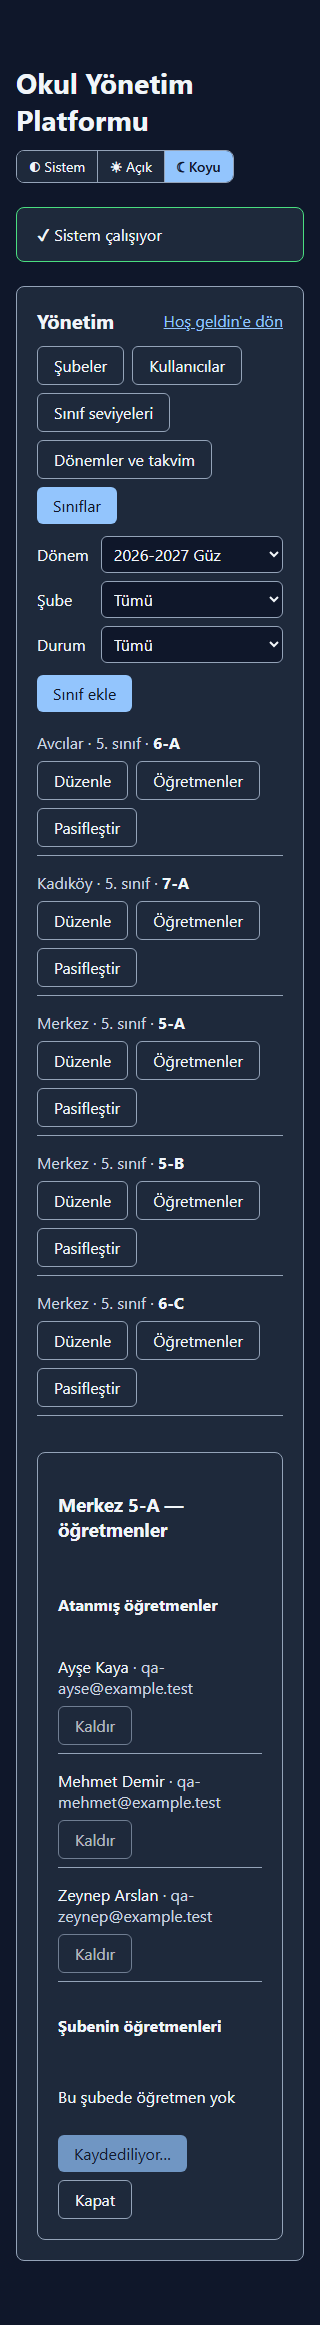 Okul Yönetim
Platformu
◐ Sistem ☀ Açık ☾ Koyu
✓ Sistem çalışıyor
Yönetim Hoş geldin'e dön
Şubeler Kullanıcılar
Sınıf seviyeleri
Dönemler ve takvim
Sınıflar
Dönem 2026-2027 Güz
Şube Tümü
Durum Tümü
Sınıf ekle
Avcılar · 5. sınıf · 6-A
Düzenle Öğretmenler
Pasifleştir
Kadıköy · 5. sınıf · 7-A
Düzenle Öğretmenler
Pasifleştir
Merkez · 5. sınıf · 5-A
Düzenle Öğretmenler
Pasifleştir
Merkez · 5. sınıf · 5-B
Düzenle Öğretmenler
Pasifleştir
Merkez · 5. sınıf · 6-C
Düzenle Öğretmenler
Pasifleştir
Merkez 5-A —
öğretmenler
Atanmış öğretmenler
Ayşe Kaya · qa-
ayse@example.test
Kaldır
Mehmet Demir · qa-
mehmet@example.test
Kaldır
Zeynep Arslan · qa-
zeynep@example.test
Kaldır
Şubenin öğretmenleri
Bu şubede öğretmen yok
Kaydediliyor...
Kapat